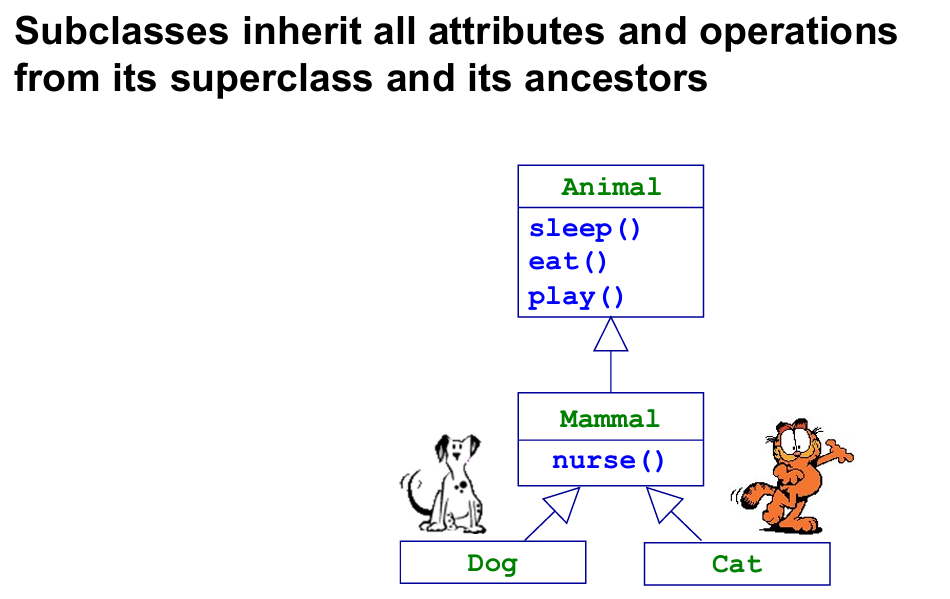 Subclasses inherit all attributes and operations
from its superclass and its ancestors
Animal
sleep()
eat()
play()
Mammal
nurse()
Dog
Cat